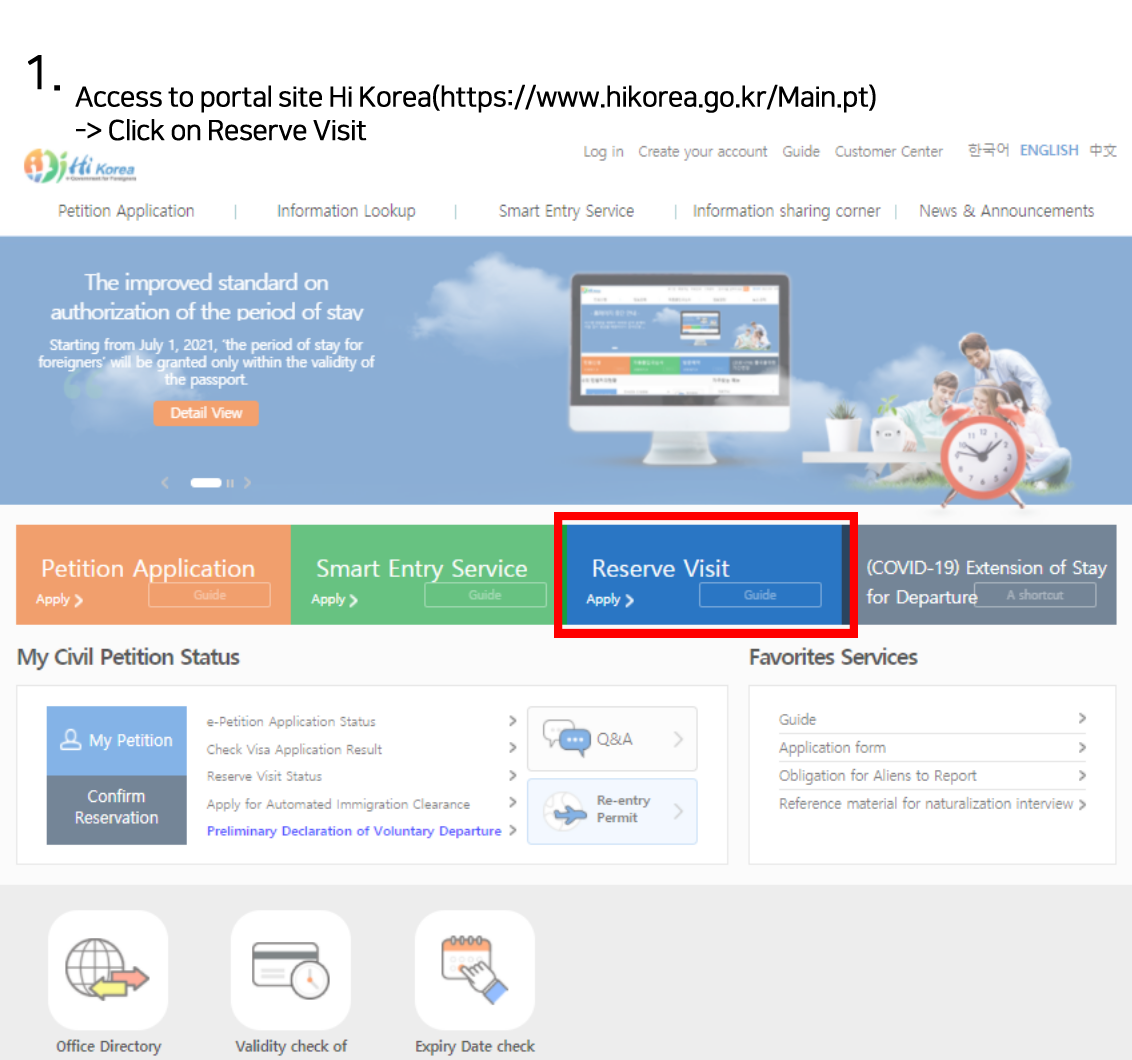 1.
Access to portal site Hi Korea(https://www.hikorea.go.kr/Main.pt)
-> Click on Reserve Visit
Hi Korea
Log in Create your account Guide Customer Center 한국어 ENGLISH 中文
Petition Application | Information Lookup | Smart Entry Service | Information sharing corner | News & Announcements
The improved standard on
authorization of the period of stay
Starting from July 1, 2021, 'the period of stay for
foreigners' will be granted only within the validity of
the passport.
Detail View
Petition Application
Apply >
Guide
Smart Entry Service
Apply >
Guide
Reserve Visit
Apply >
Guide
(COVID-19) Extension of Stay
for Departure
A shortcut
My Civil Petition Status
My Petition
Confirm
Reservation
e-Petition Application Status >
Check Visa Application Result >
Reserve Visit Status >
Apply for Automated Immigration Clearance >
Preliminary Declaration of Voluntary Departure >
Q&A >
Re-entry
Permit >
Favorites Services
Guide >
Application form >
Obligation for Aliens to Report >
Reference material for naturalization interview >
Office Directory
Validity check of
Expiry Date check